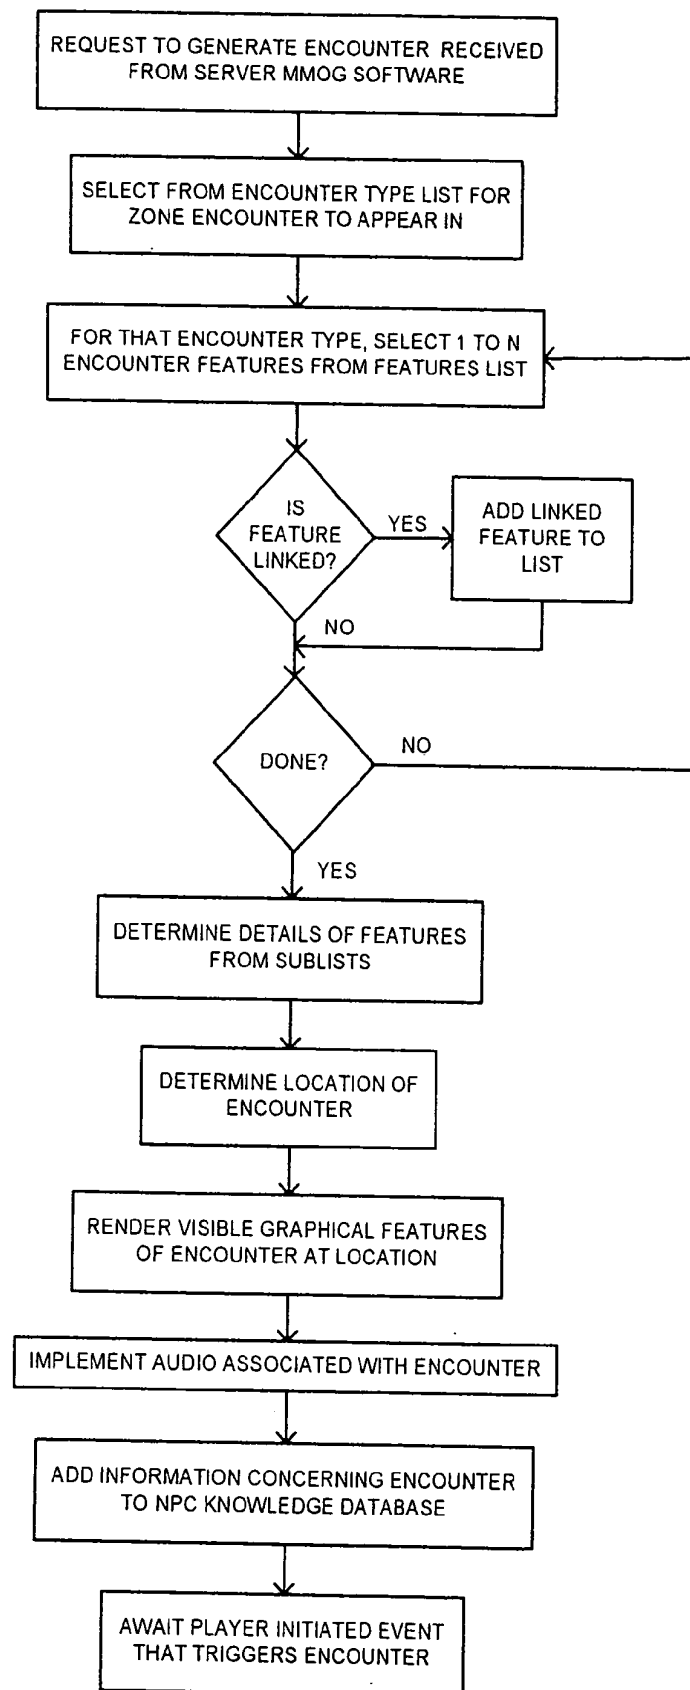 REQUEST TO GENERATE ENCOUNTER RECEIVED
FROM SERVER MMOG SOFTWARE
SELECT FROM ENCOUNTER TYPE LIST FOR
ZONE ENCOUNTER TO APPEAR IN
FOR THAT ENCOUNTER TYPE, SELECT 1 TO N
ENCOUNTER FEATURES FROM FEATURES LIST
IS
FEATURE
LINKED?
YES
ADD LINKED
FEATURE TO
LIST
NO
DONE?
NO
YES
DETERMINE DETAILS OF FEATURES
FROM SUBLISTS
DETERMINE LOCATION OF
ENCOUNTER
RENDER VISIBLE GRAPHICAL FEATURES
OF ENCOUNTER AT LOCATION
IMPLEMENT AUDIO ASSOCIATED WITH ENCOUNTER
ADD INFORMATION CONCERNING ENCOUNTER
TO NPC KNOWLEDGE DATABASE
AWAIT PLAYER INITIATED EVENT
THAT TRIGGERS ENCOUNTER